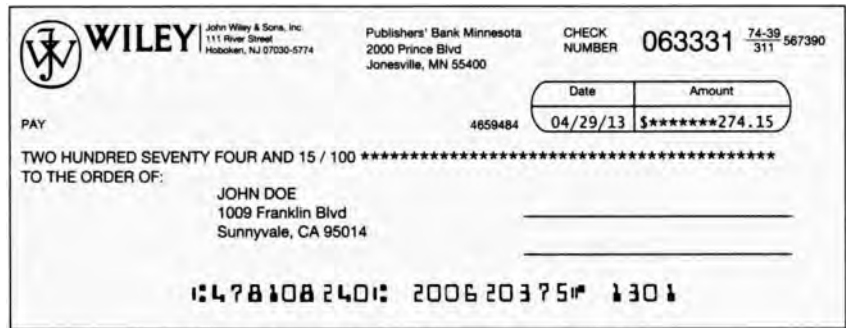 JW
WILEY
John Wiley & Sons, Inc.
111 River Street
Hoboken, NJ 07030-5774
Publishers' Bank Minnesota
2000 Prince Blvd
Jonesville, MN 55400
CHECK
NUMBER
063331
74-39
311
567390
Date
Amount
PAY
4659484
04/29/13
$*******274.15
TWO HUNDRED SEVENTY FOUR AND 15 / 100 *******************************************
TO THE ORDER OF:
JOHN DOE
1009 Franklin Blvd
Sunnyvale, CA 95014
⑆478108240⑆ 200620375⑈ 1301